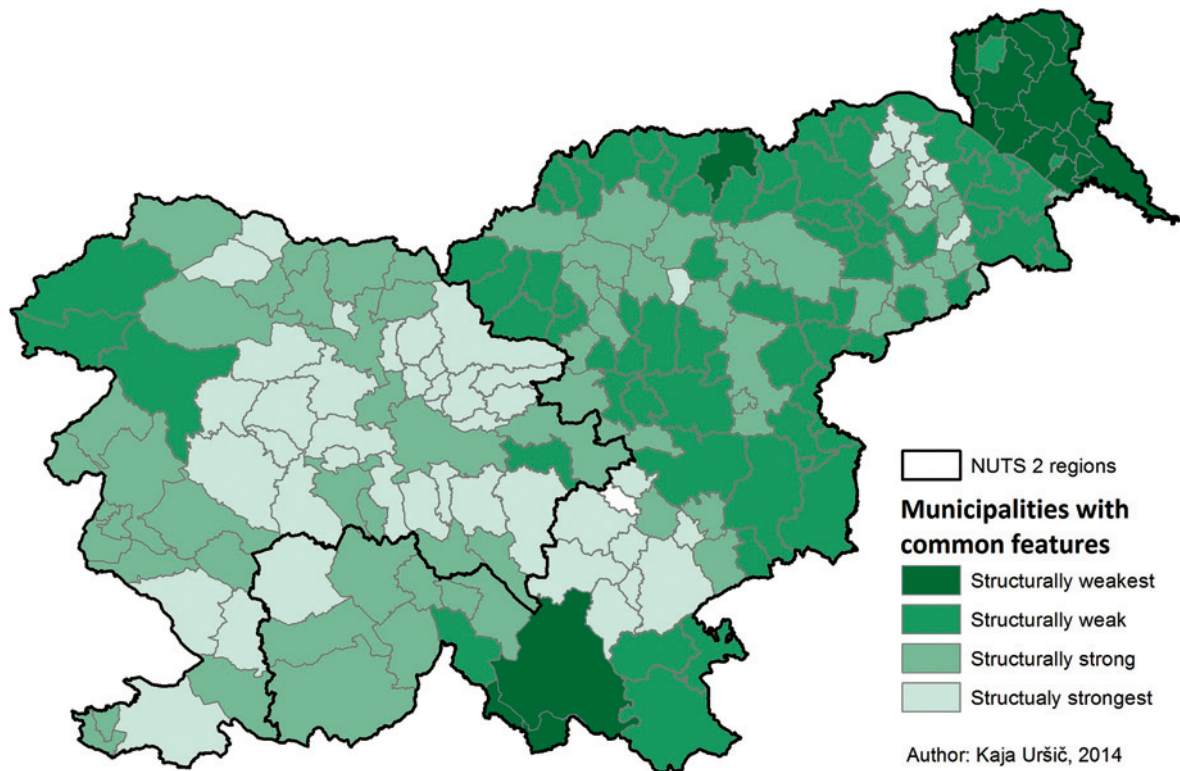 NUTS 2 regions
Municipalities with
common features
Structurally weakest
Structurally weak
Structurally strong
Structualy strongest
Author: Kaja Uršič, 2014